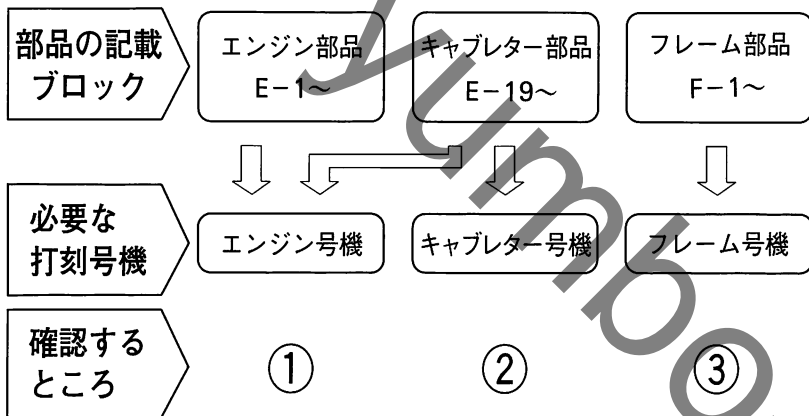 部品の記載
ブロック
エンジン部品
E-1~
キャブレター部品
E-19~
フレーム部品
F-1~
必要な
打刻号機
エンジン号機
キャブレター号機
フレーム号機
確認する
ところ
①
②
③
yumbo